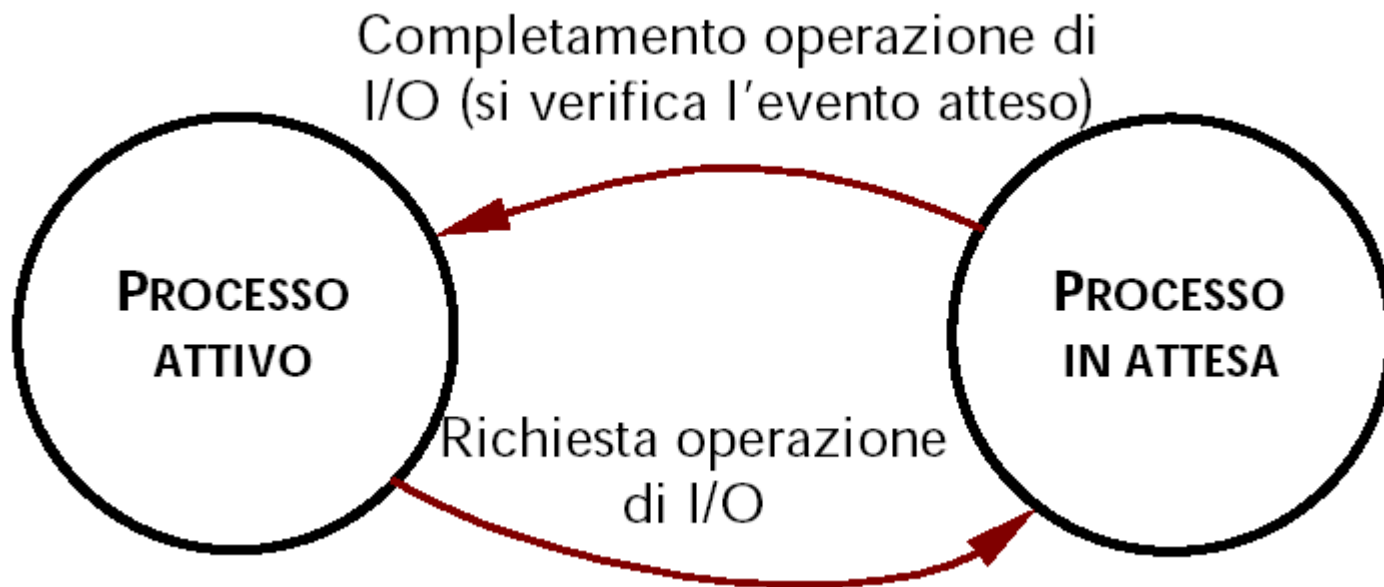 Completamento operazione di
I/O (si verifica l'evento atteso)
PROCESSO
ATTIVO
PROCESSO
IN ATTESA
Richiesta operazione
di I/O